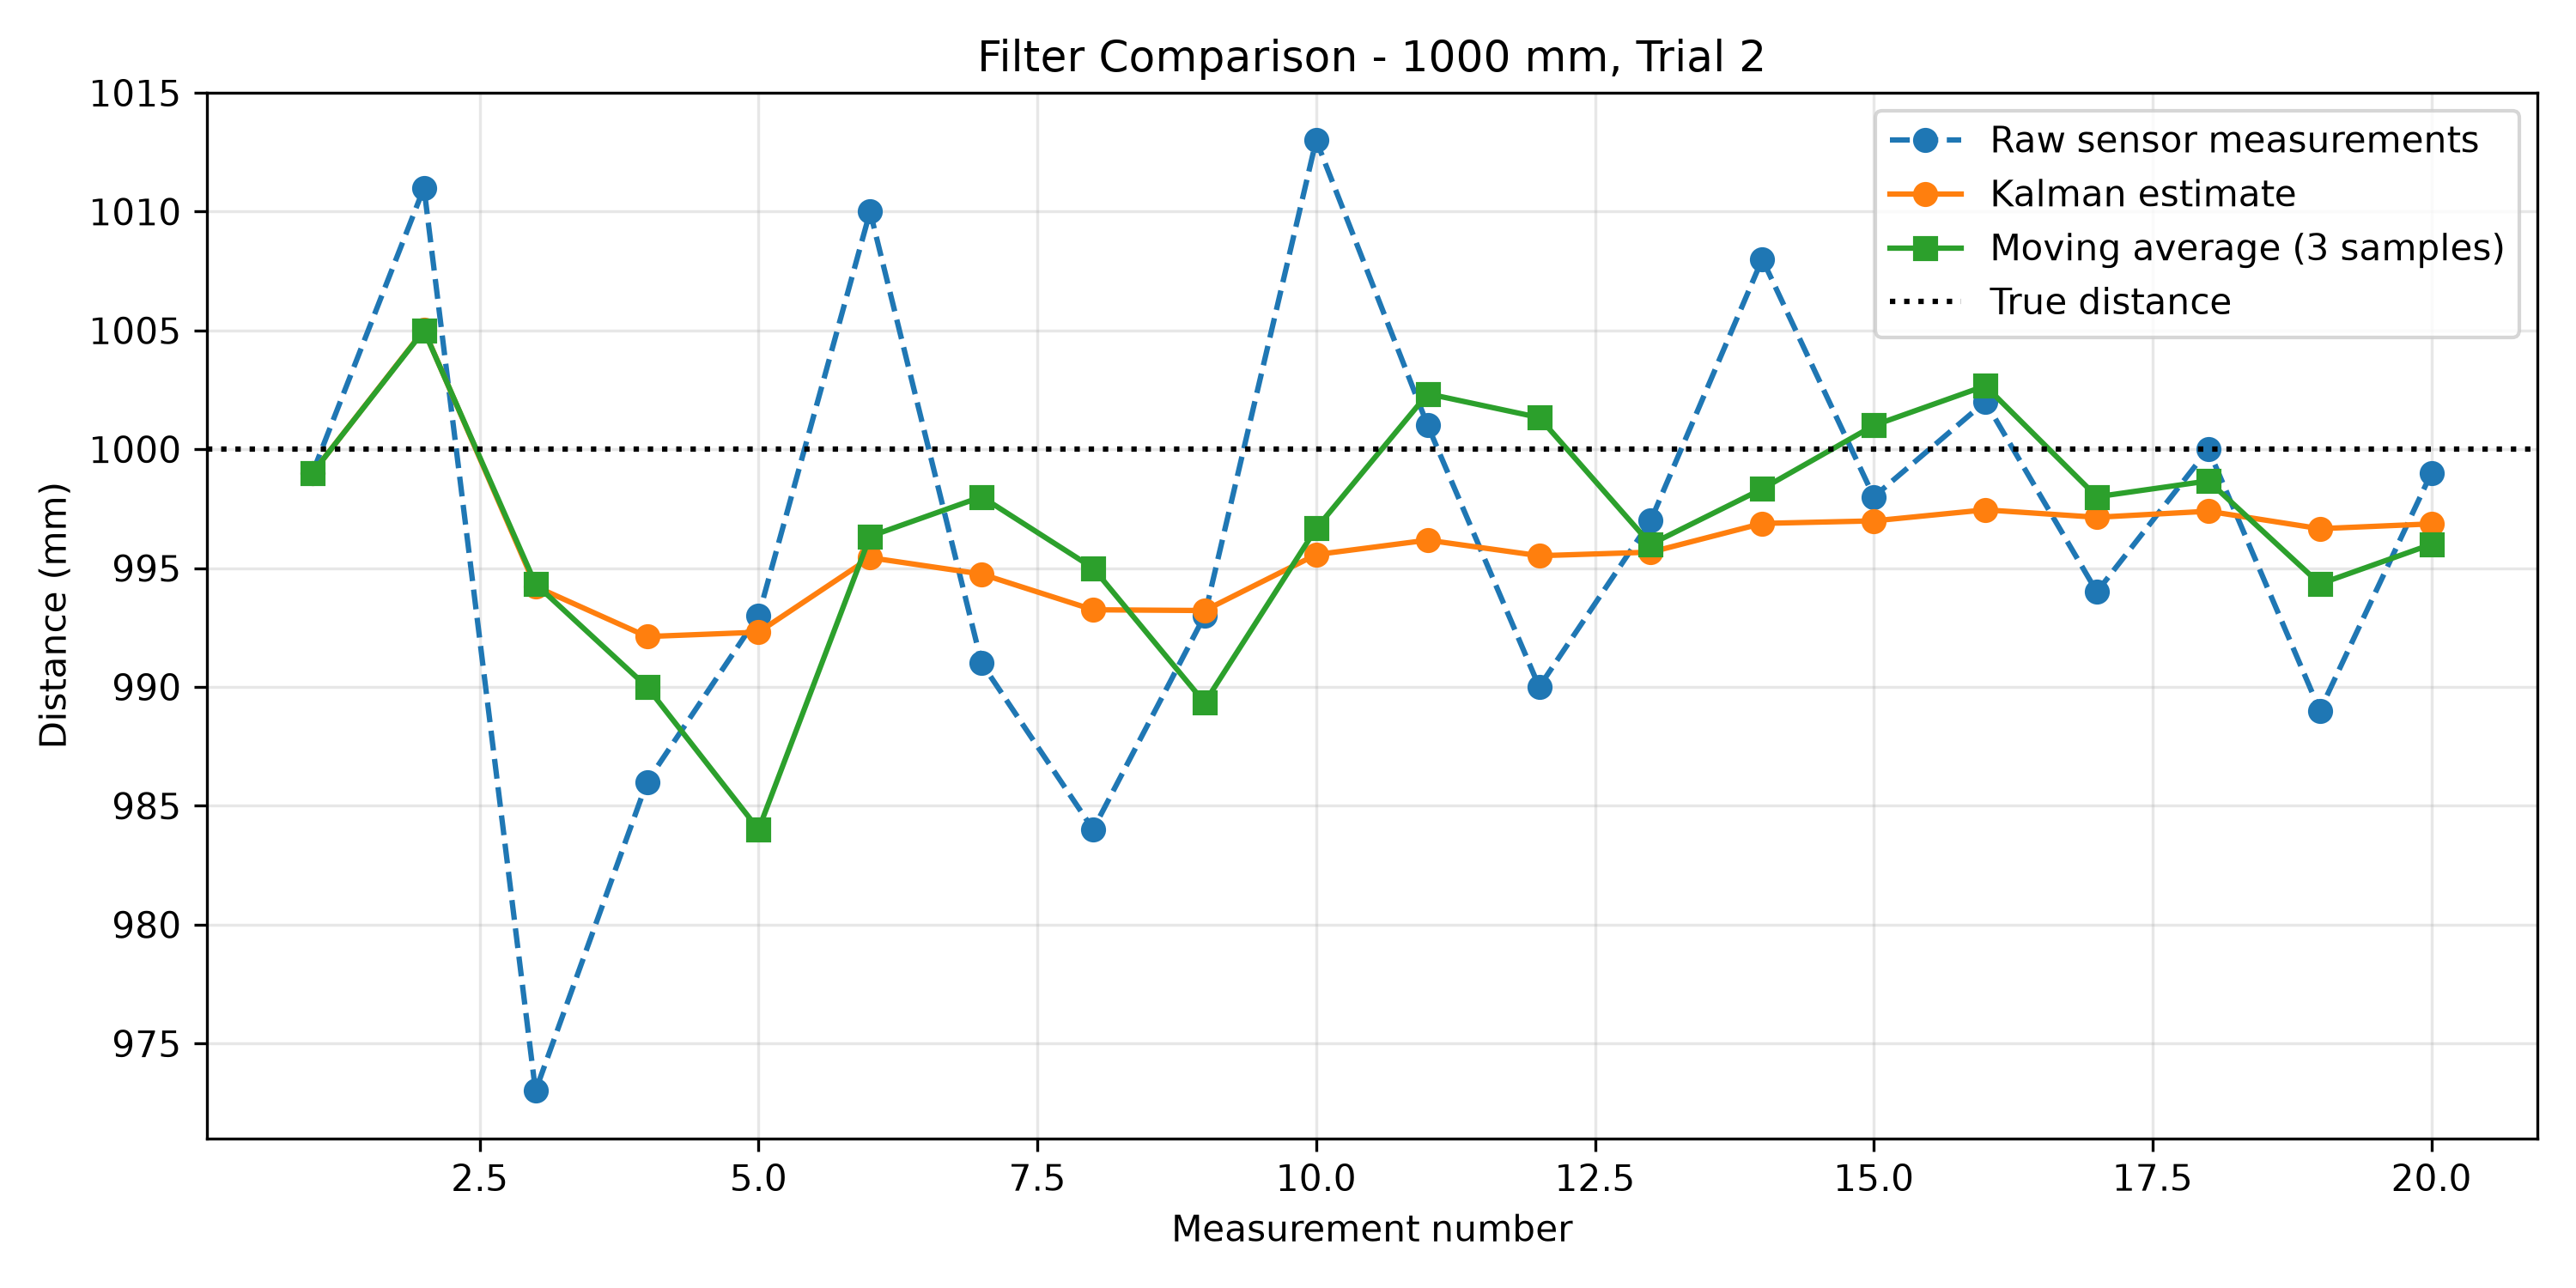 Filter Comparison - 1000 mm, Trial 2
1015
1010
1005
1000
995
990
985
980
975
Distance (mm)
Raw sensor measurements
Kalman estimate
Moving average (3 samples)
True distance
2.5 5.0 7.5 10.0 12.5 15.0 17.5 20.0
Measurement number